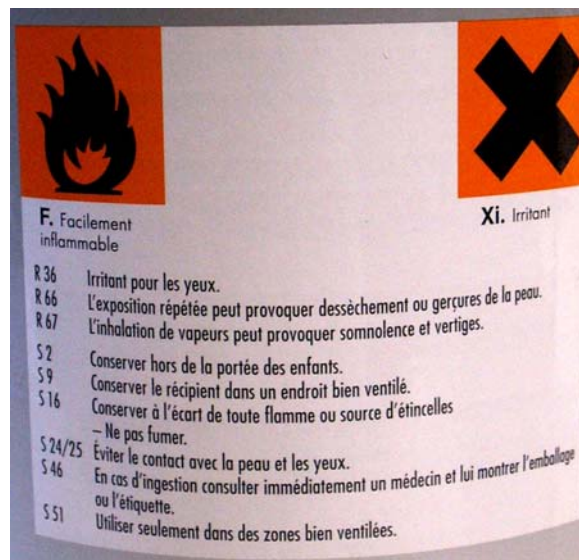 F. Facilement
inflammable
Xi. Irritant
R 36 Irritant pour les yeux.
R 66 L'exposition répétée peut provoquer dessèchement ou gerçures de la peau.
R 67 L'inhalation de vapeurs peut provoquer somnolence et vertiges.
S 2 Conserver hors de la portée des enfants.
S 9 Conserver le récipient dans un endroit bien ventilé.
S 16 Conserver à l'écart de toute flamme ou source d'étincelles
– Ne pas fumer.
S 24/25 Éviter le contact avec la peau et les yeux.
S 46 En cas d'ingestion consulter immédiatement un médecin et lui montrer l'emballage
ou l'étiquette.
S 51 Utiliser seulement dans des zones bien ventilées.